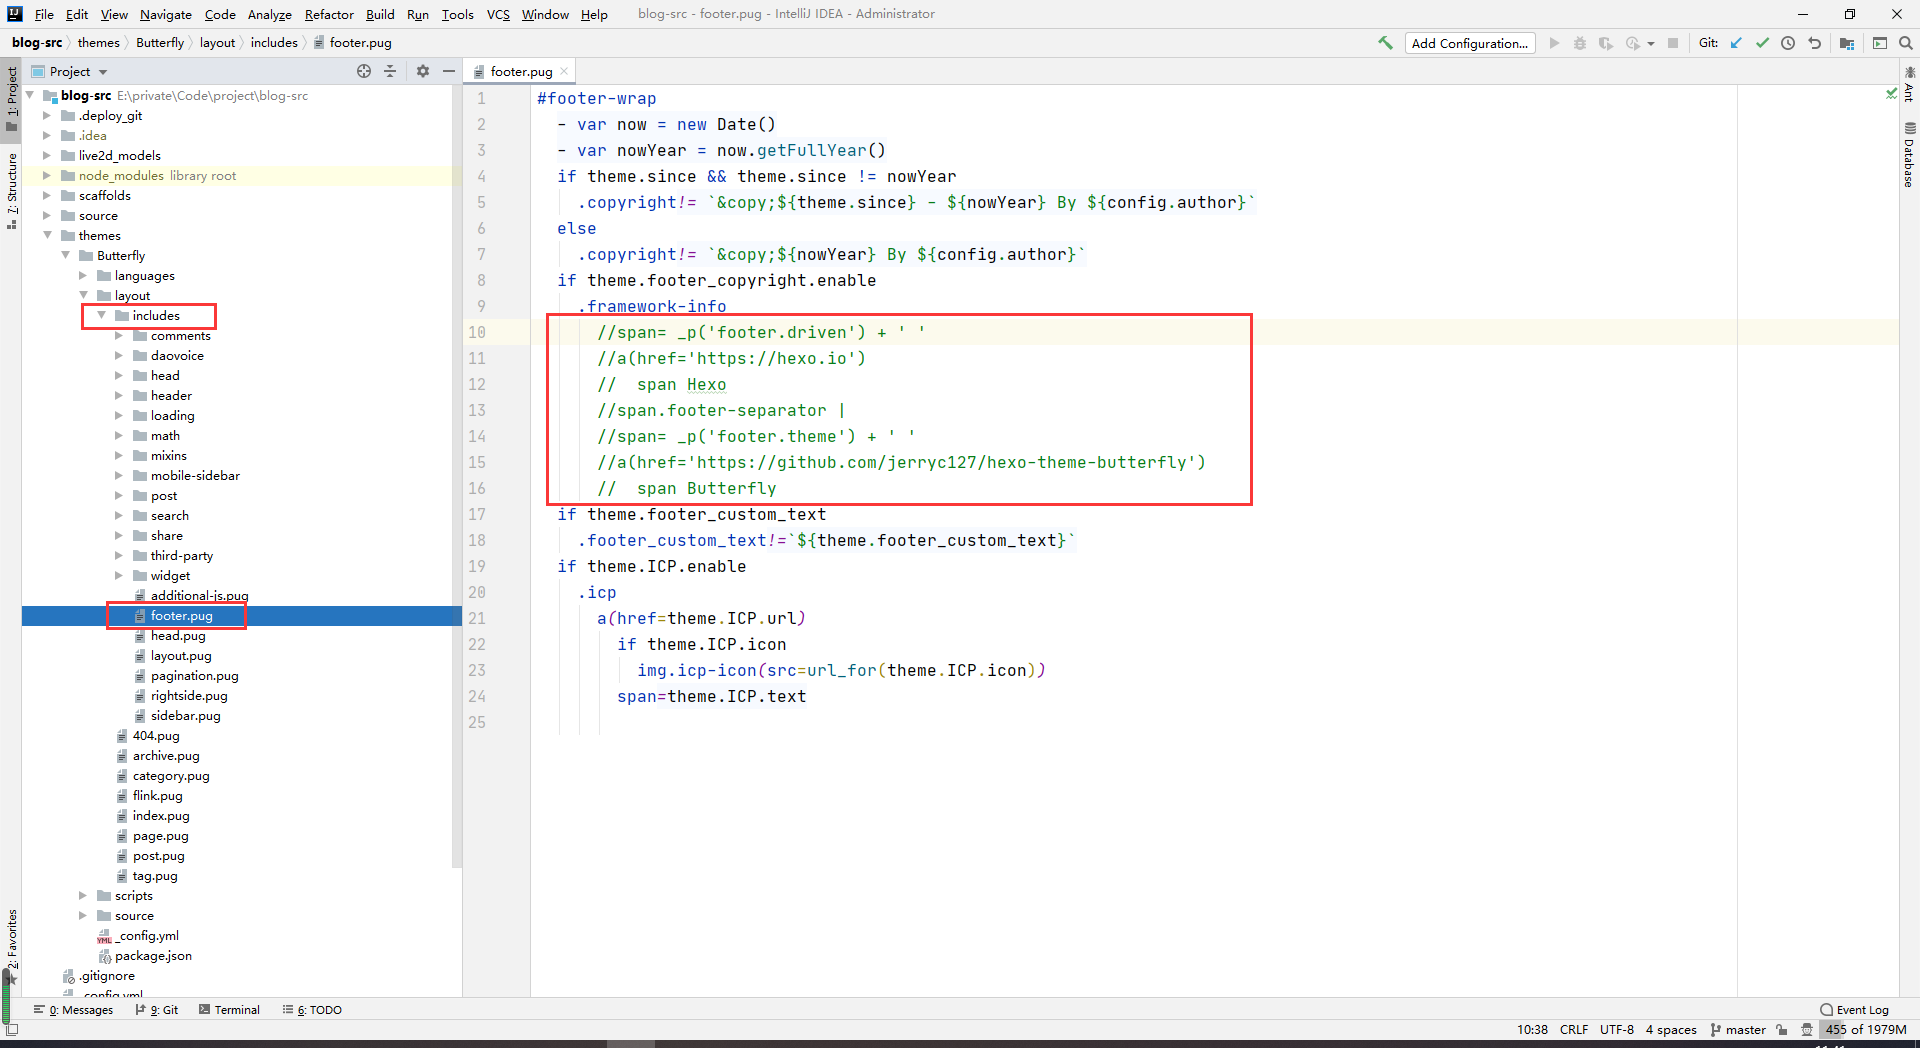 File Edit View Navigate Code Analyze Refactor Build Run Tools VCS Window Help blog-src - footer.pug - IntelliJ IDEA - Administrator
blog-src themes Butterfly layout includes footer.pug Add Configuration... Git:
1: Project
7: Structure
2: Favorites
Project
blog-src E:\private\Code\project\blog-src
.deploy_git
.idea
live2d_models
node_modules library root
scaffolds
source
themes
Butterfly
languages
layout
includes
comments
daovoice
head
header
loading
math
mixins
mobile-sidebar
post
search
share
third-party
widget
additional-js.pug
footer.pug
head.pug
layout.pug
pagination.pug
rightside.pug
sidebar.pug
404.pug
archive.pug
category.pug
flink.pug
index.pug
page.pug
post.pug
tag.pug
scripts
source
_config.yml
package.json
.gitignore
_config.yml
footer.pug
1 #footer-wrap
2 - var now = new Date()
3 - var nowYear = now.getFullYear()
4 if theme.since && theme.since != nowYear
5 .copyright!= `&copy;${theme.since} - ${nowYear} By ${config.author}`
6 else
7 .copyright!= `&copy;${nowYear} By ${config.author}`
8 if theme.footer_copyright.enable
9 .framework-info
10 //span= _p('footer.driven') + ' '
11 //a(href='https://hexo.io')
12 // span Hexo
13 //span.footer-separator |
14 //span= _p('footer.theme') + ' '
15 //a(href='https://github.com/jerryc127/hexo-theme-butterfly')
16 // span Butterfly
17 if theme.footer_custom_text
18 .footer_custom_text!=`${theme.footer_custom_text}`
19 if theme.ICP.enable
20 .icp
21 a(href=theme.ICP.url)
22 if theme.ICP.icon
23 img.icp-icon(src=url_for(theme.ICP.icon))
24 span=theme.ICP.text
25
Ant
Database
0: Messages 9: Git Terminal 6: TODO Event Log
10:38 CRLF UTF-8 4 spaces master 455 of 1979M